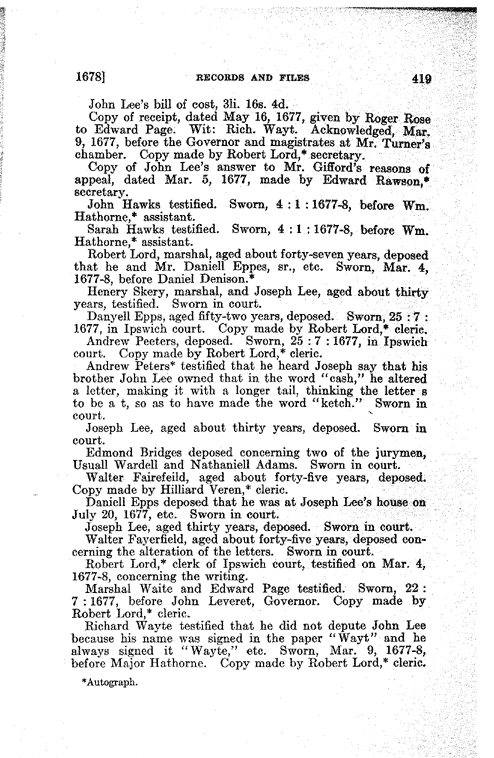 1678] RECORDS AND FILES 419
John Lee's bill of cost, 3li. 16s. 4d.
Copy of receipt, dated May 16, 1677, given by Roger Rose
to Edward Page. Wit: Rich. Wayt. Acknowledged, Mar.
9, 1677, before the Governor and magistrates at Mr. Turner's
chamber. Copy made by Robert Lord,* secretary.
Copy of John Lee's answer to Mr. Gifford's reasons of
appeal, dated Mar. 5, 1677, made by Edward Rawson,*
secretary.
John Hawks testified. Sworn, 4 : 1 : 1677-8, before Wm.
Hathorne,* assistant.
Sarah Hawks testified. Sworn, 4 : 1 : 1677-8, before Wm.
Hathorne,* assistant.
Robert Lord, marshal, aged about forty-seven years, deposed
that he and Mr. Daniell Eppes, sr., etc. Sworn, Mar. 4,
1677-8, before Daniel Denison.*
Henery Skery, marshal, and Joseph Lee, aged about thirty
years, testified. Sworn in court.
Danyell Epps, aged fifty-two years, deposed. Sworn, 25 : 7 :
1677, in Ipswich court. Copy made by Robert Lord,* cleric.
Andrew Peeters, deposed. Sworn, 25 : 7 : 1677, in Ipswich
court. Copy made by Robert Lord,* cleric.
Andrew Peters* testified that he heard Joseph say that his
brother John Lee owned that in the word "cash," he altered
a letter, making it with a longer tail, thinking the letter s
to be a t, so as to have made the word "ketch." Sworn in
court.
Joseph Lee, aged about thirty years, deposed. Sworn in
court.
Edmond Bridges deposed concerning two of the jurymen,
Usuall Wardell and Nathaniell Adams. Sworn in court.
Walter Fairefeild, aged about forty-five years, deposed.
Copy made by Hilliard Veren,* cleric.
Daniell Epps deposed that he was at Joseph Lee's house on
July 20, 1677, etc. Sworn in court.
Joseph Lee, aged thirty years, deposed. Sworn in court.
Walter Fayerfield, aged about forty-five years, deposed con-
cerning the alteration of the letters. Sworn in court.
Robert Lord,* clerk of Ipswich court, testified on Mar. 4,
1677-8, concerning the writing.
Marshal Waite and Edward Page testified. Sworn, 22 :
7 : 1677, before John Leveret, Governor. Copy made by
Robert Lord,* cleric.
Richard Wayte testified that he did not depute John Lee
because his name was signed in the paper "Wayt" and he
always signed it "Wayte," etc. Sworn, Mar. 9, 1677-8,
before Major Hathorne. Copy made by Robert Lord,* cleric.
*Autograph.